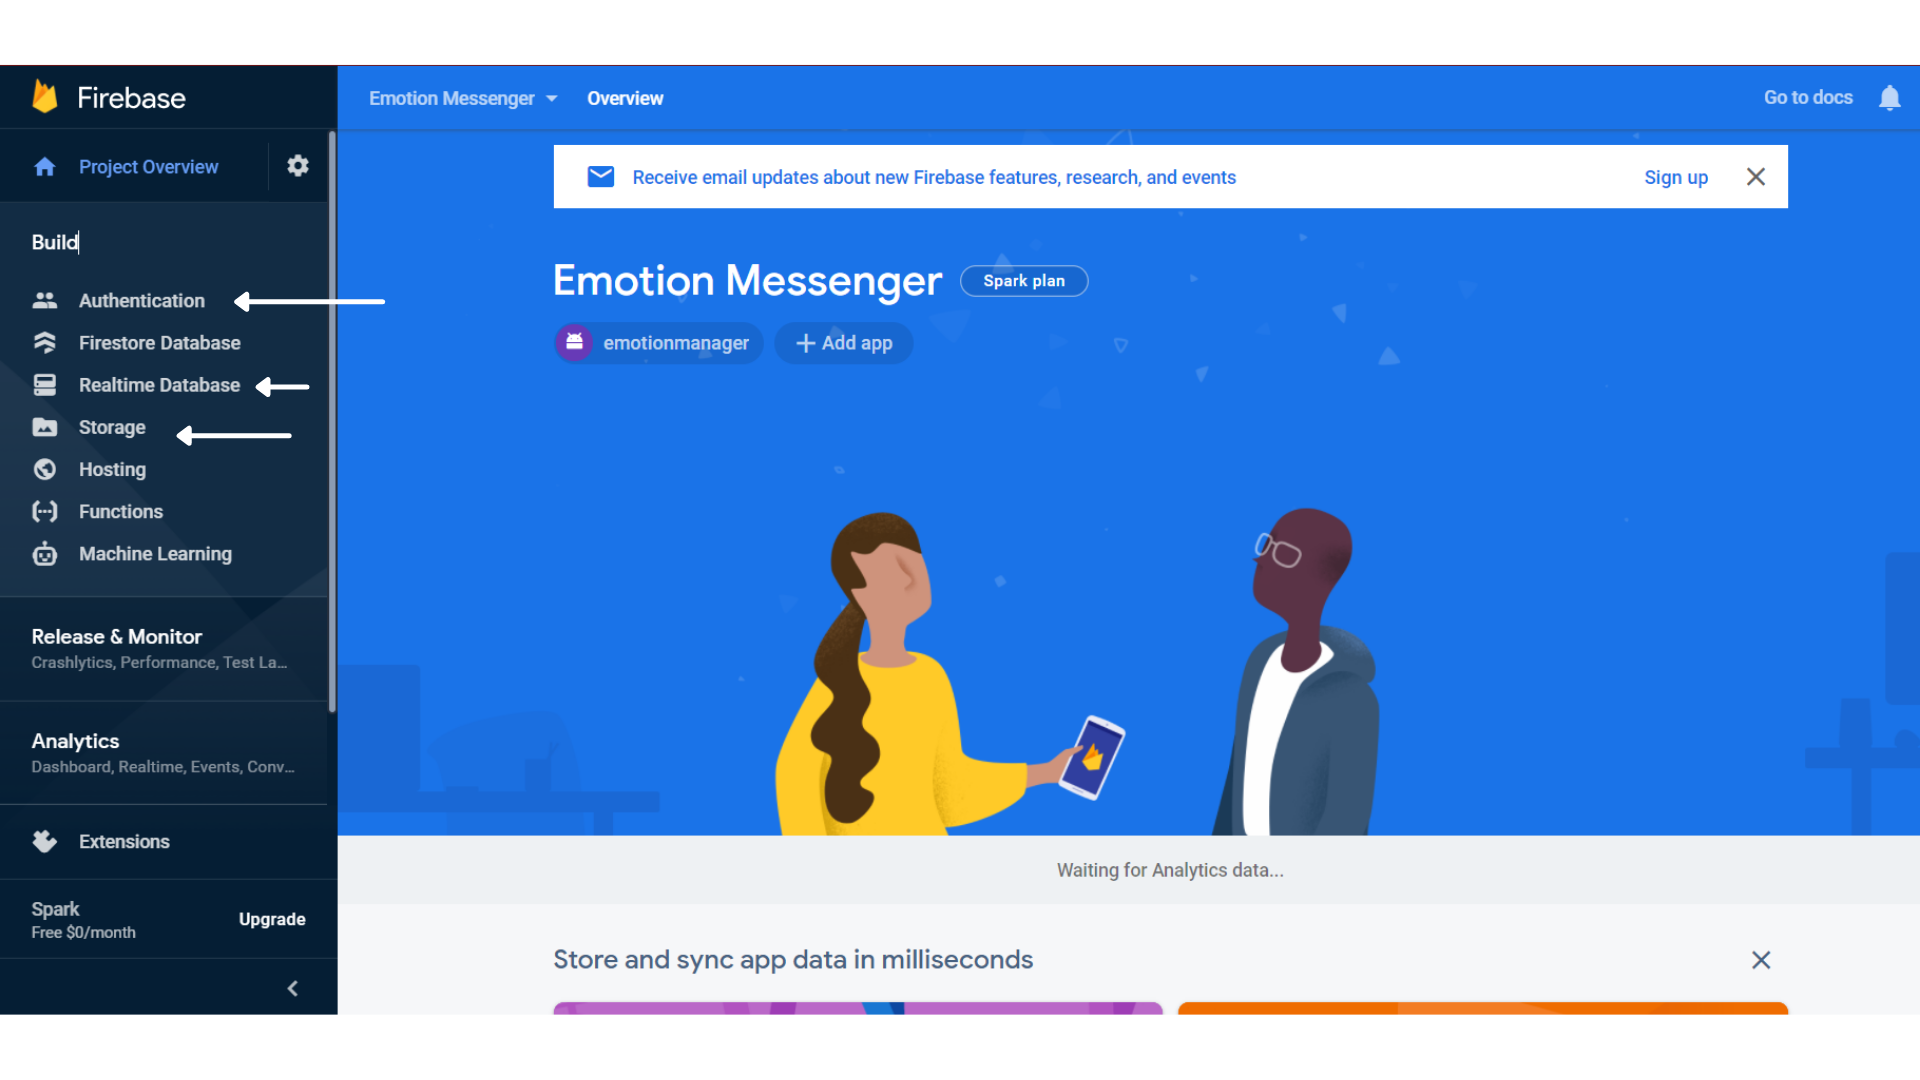 Firebase
Emotion Messenger
Overview
Go to docs
Project Overview
Receive email updates about new Firebase features, research, and events
Sign up
Build
Authentication
Firestore Database
Realtime Database
Storage
Hosting
Functions
Machine Learning
Release & Monitor
Crashlytics, Performance, Test La...
Analytics
Dashboard, Realtime, Events, Conv...
Extensions
Spark
Free $0/month
Upgrade
Emotion Messenger
Spark plan
emotionmanager
+ Add app
Waiting for Analytics data...
Store and sync app data in milliseconds